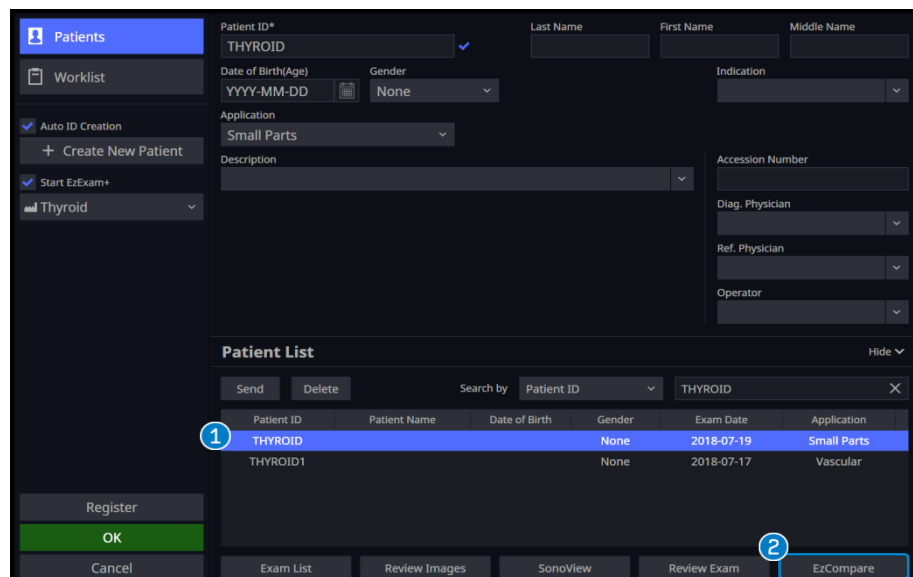 Patients
Worklist
Auto ID Creation
+ Create New Patient
Start EzExam+
Thyroid
Register
OK
Cancel
Patient ID* Last Name First Name Middle Name
THYROID
Date of Birth(Age) Gender Indication
YYYY-MM-DD None
Application
Small Parts
Description Accession Number
Diag. Physician
Ref. Physician
Operator
Patient List Hide
Send Delete Search by Patient ID THYROID
Patient ID Patient Name Date of Birth Gender Exam Date Application
1 THYROID None 2018-07-19 Small Parts
THYROID1 None 2018-07-17 Vascular
2
Exam List Review Images SonoView Review Exam EzCompare